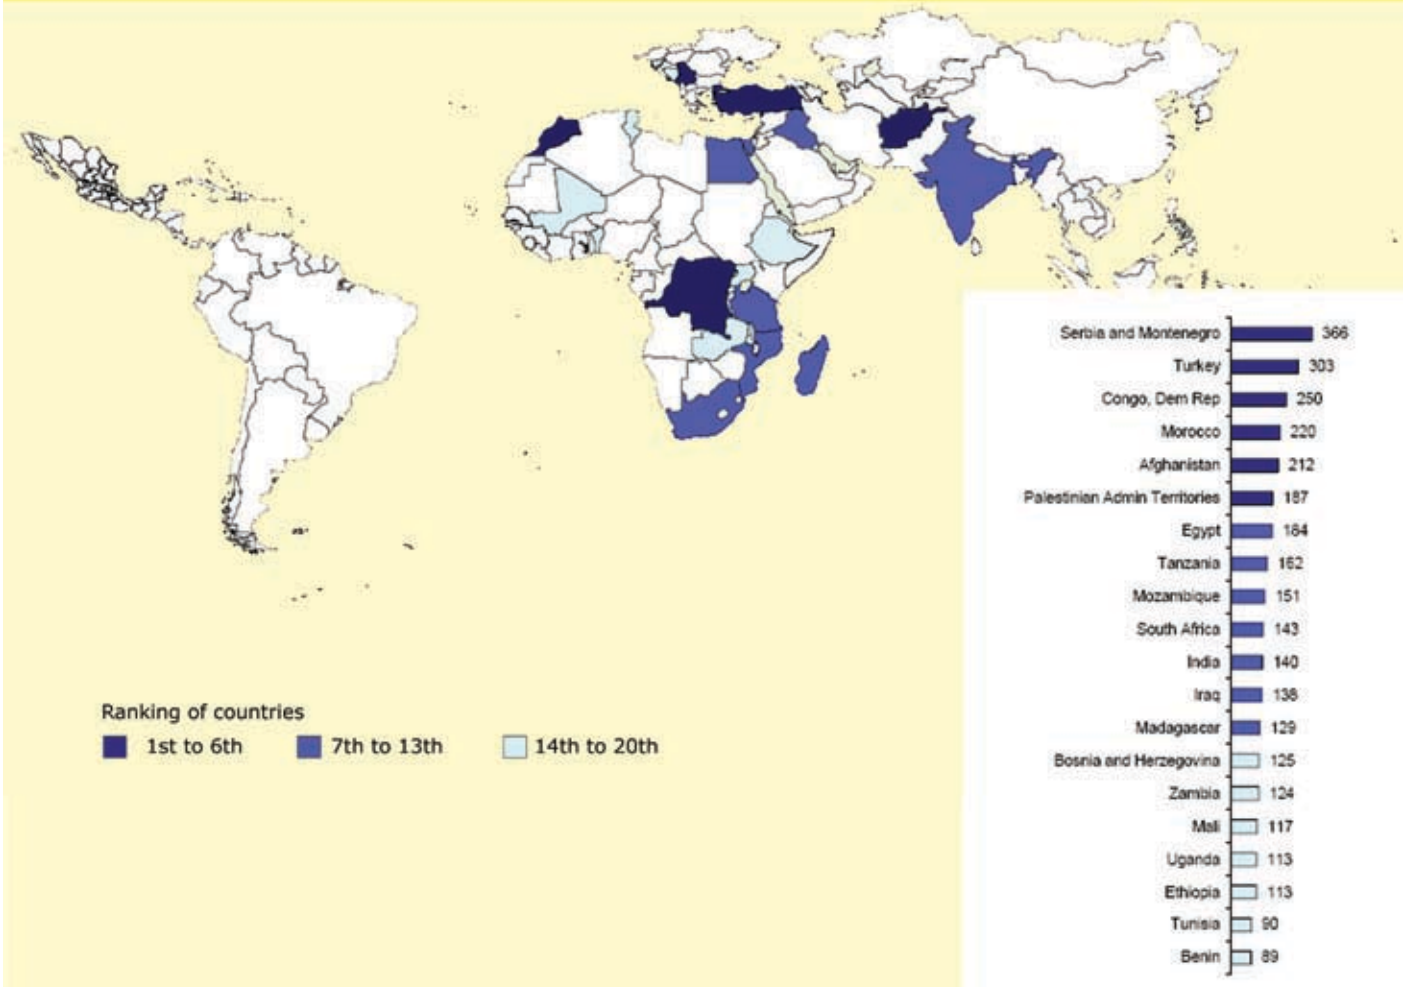 Serbia and Montenegro 366
Turkey 303
Congo, Dem Rep 250
Morocco 220
Afghanistan 212
Palestinian Admin Territories 187
Egypt 184
Tanzania 162
Mozambique 151
South Africa 143
India 140
Iraq 138
Madagascar 129
Bosnia and Herzegovina 125
Zambia 124
Mali 117
Uganda 113
Ethiopia 113
Tunisia 90
Benin 89
Ranking of countries
1st to 6th 7th to 13th 14th to 20th